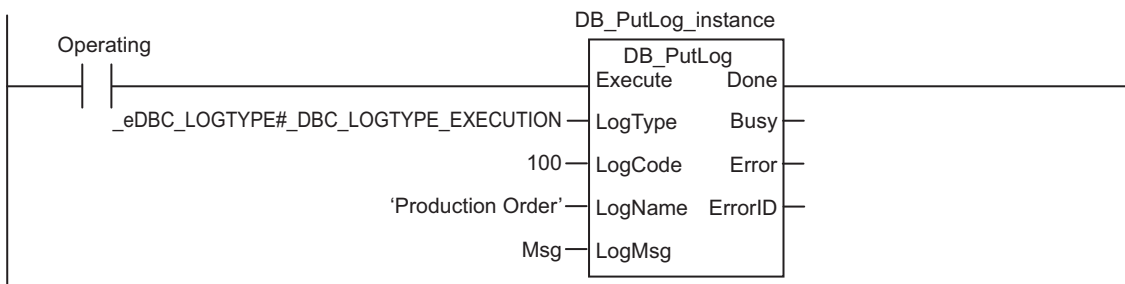 DB_PutLog_instance
Operating
DB_PutLog
Execute Done
_eDBC_LOGTYPE#_DBC_LOGTYPE_EXECUTION LogType Busy
100 LogCode Error
‘Production Order’ LogName ErrorID
Msg LogMsg